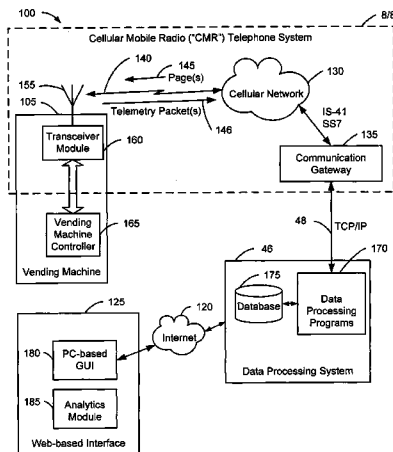 100
8/8
Cellular Mobile Radio ("CMR") Telephone System
140
145
Page(s)
155
130
105
Cellular Network
Telemetry Packet(s)
146
Transceiver
Module
160
IS-41
SS7
135
Communication
Gateway
Vending
Machine
Controller
165
Vending Machine
48
TCP/IP
46
170
175
125
120
Database
Data
Processing
Programs
180
PC-based
GUI
Internet
185
Analytics
Module
Data Processing System
Web-based Interface